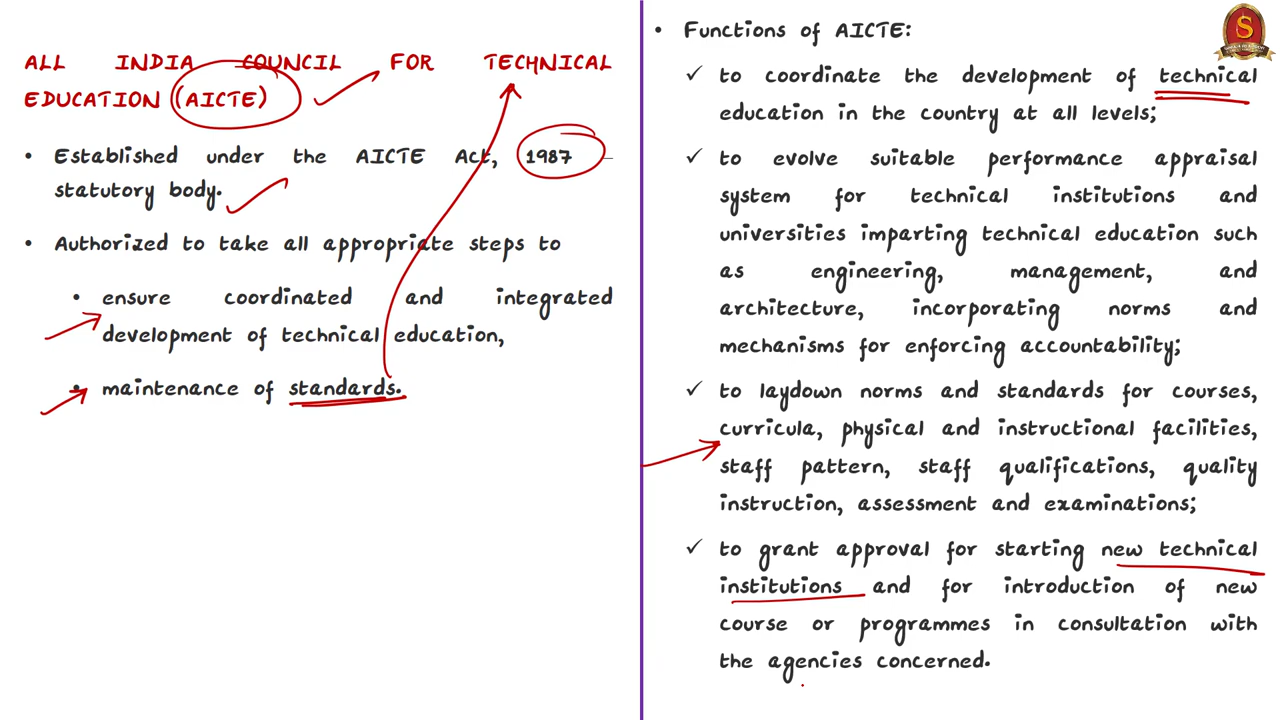 ALL INDIA COUNCIL FOR TECHNICAL
EDUCATION (AICTE)
• Established under the AICTE Act, 1987 –
statutory body.
• Authorized to take all appropriate steps to
• ensure coordinated and integrated
development of technical education,
• maintenance of standards.
• Functions of AICTE:
✓ to coordinate the development of technical
education in the country at all levels;
✓ to evolve suitable performance appraisal
system for technical institutions and
universities imparting technical education such
as engineering, management, and
architecture, incorporating norms and
mechanisms for enforcing accountability;
✓ to laydown norms and standards for courses,
curricula, physical and instructional facilities,
staff pattern, staff qualifications, quality
instruction, assessment and examinations;
✓ to grant approval for starting new technical
institutions and for introduction of new
course or programmes in consultation with
the agencies concerned.
S